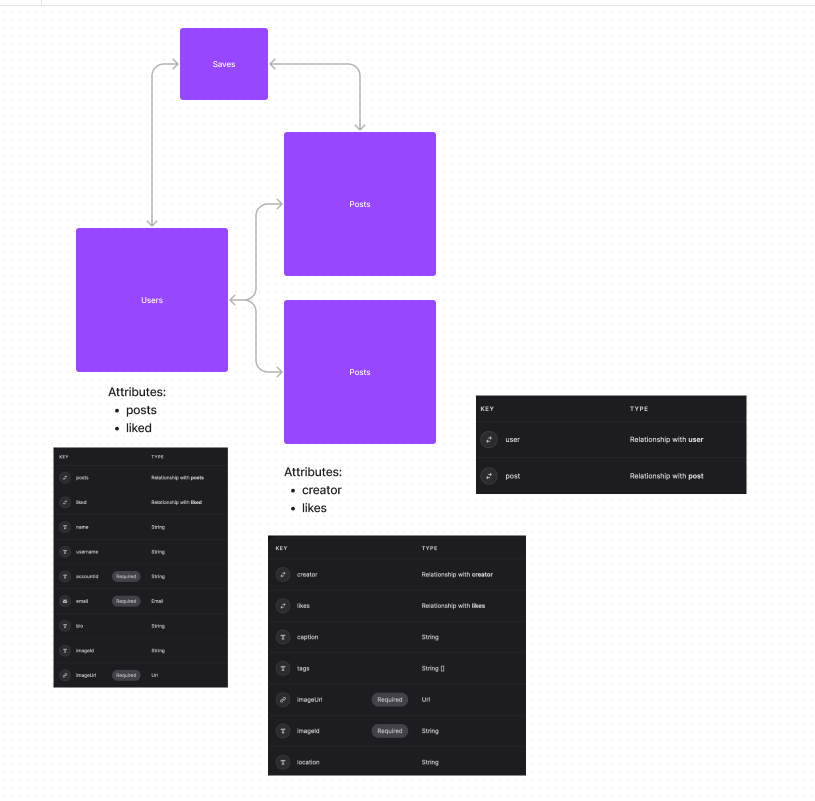 Saves
Posts
Users
Posts
Attributes:
• posts
• liked
KEY TYPE
posts Relationship with posts
liked Relationship with liked
name String
username String
accountId Required String
email Required Email
bio String
imageId String
imageUrl Required Url
Attributes:
• creator
• likes
KEY TYPE
creator Relationship with creator
likes Relationship with likes
caption String
tags String []
imageUrl Required Url
imageId Required String
location String
KEY TYPE
user Relationship with user
post Relationship with post